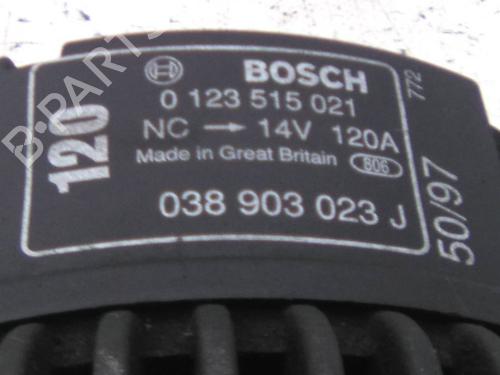 BOSCH
0 123 515 021
NC → 14V 120A
Made in Great Britain 806
038 903 023 J
120
772
50/97
B-PARTS